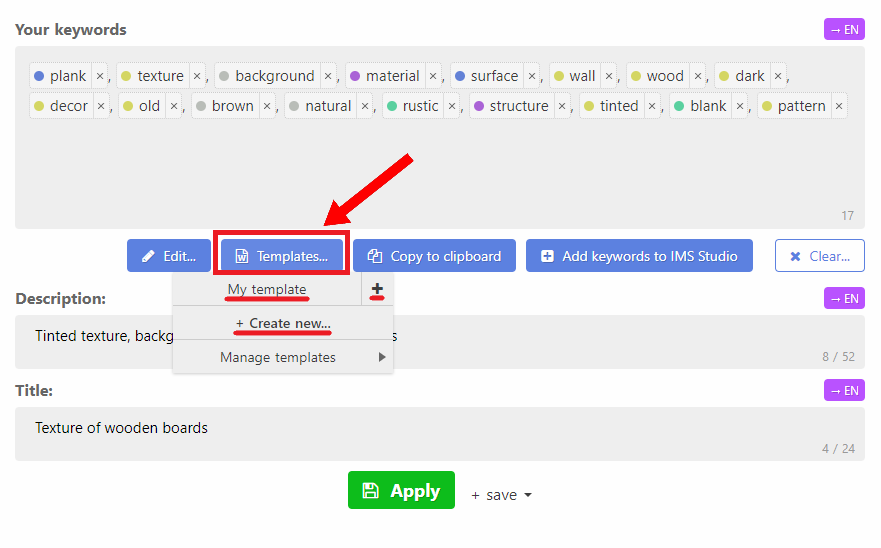 Your keywords → EN
plank ×, texture ×, background ×, material ×, surface ×, wall ×, wood ×, dark ×,
decor ×, old ×, brown ×, natural ×, rustic ×, structure ×, tinted ×, blank ×, pattern ×
17
Edit... Templates... Copy to clipboard Add keywords to IMS Studio Clear...
My template +
Description: → EN
+ Create new...
Tinted texture, backg s
8 / 52
Manage templates
Title: → EN
Texture of wooden boards
4 / 24
Apply + save